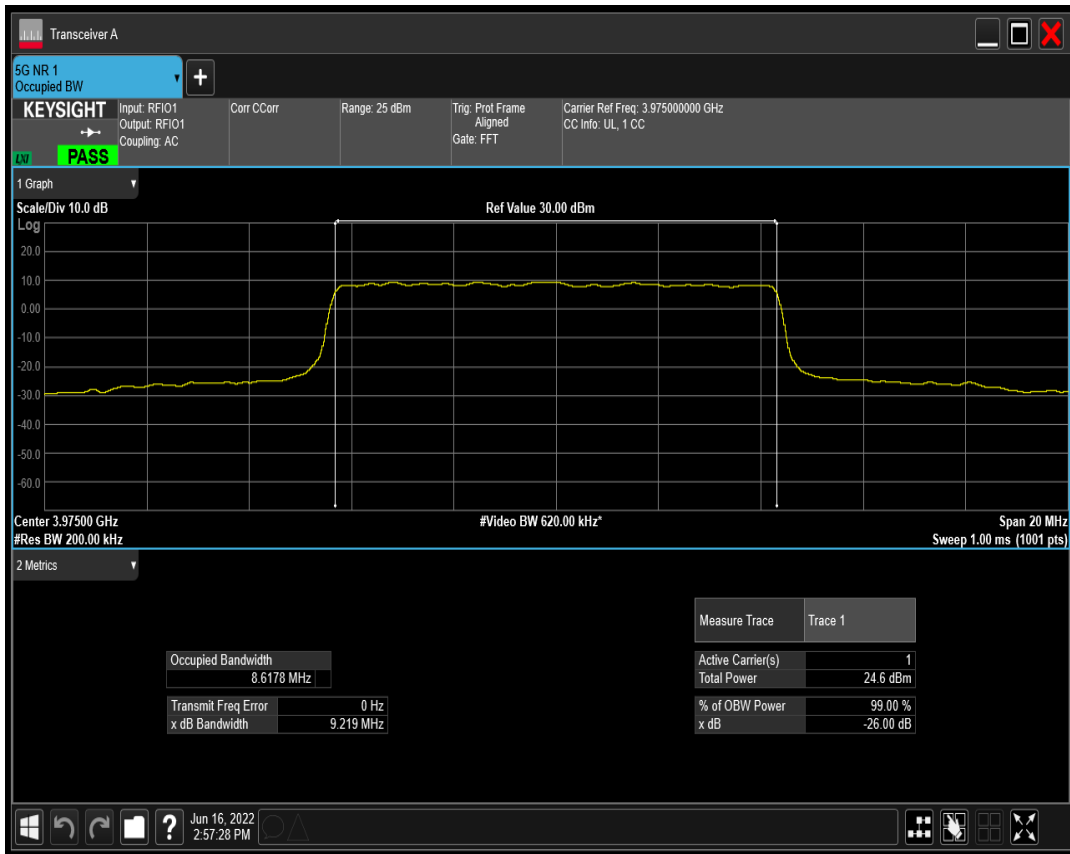 Transceiver A
5G NR 1
Occupied BW
+
KEYSIGHT
LXI
PASS
Input: RFIO1
Output: RFIO1
Coupling: AC
Corr CCorr
Range: 25 dBm
Trig: Prot Frame
Aligned
Gate: FFT
Carrier Ref Freq: 3.975000000 GHz
CC Info: UL, 1 CC
1 Graph
Scale/Div 10.0 dB
Ref Value 30.00 dBm
Log
20.0
10.0
0.00
-10.0
-20.0
-30.0
-40.0
-50.0
-60.0
Center 3.97500 GHz
#Video BW 620.00 kHz*
Span 20 MHz
#Res BW 200.00 kHz
Sweep 1.00 ms (1001 pts)
2 Metrics
Measure Trace Trace 1
Occupied Bandwidth
8.6178 MHz
Active Carrier(s) 1
Total Power 24.6 dBm
Transmit Freq Error 0 Hz
x dB Bandwidth 9.219 MHz
% of OBW Power 99.00 %
x dB -26.00 dB
?
Jun 16, 2022
2:57:28 PM